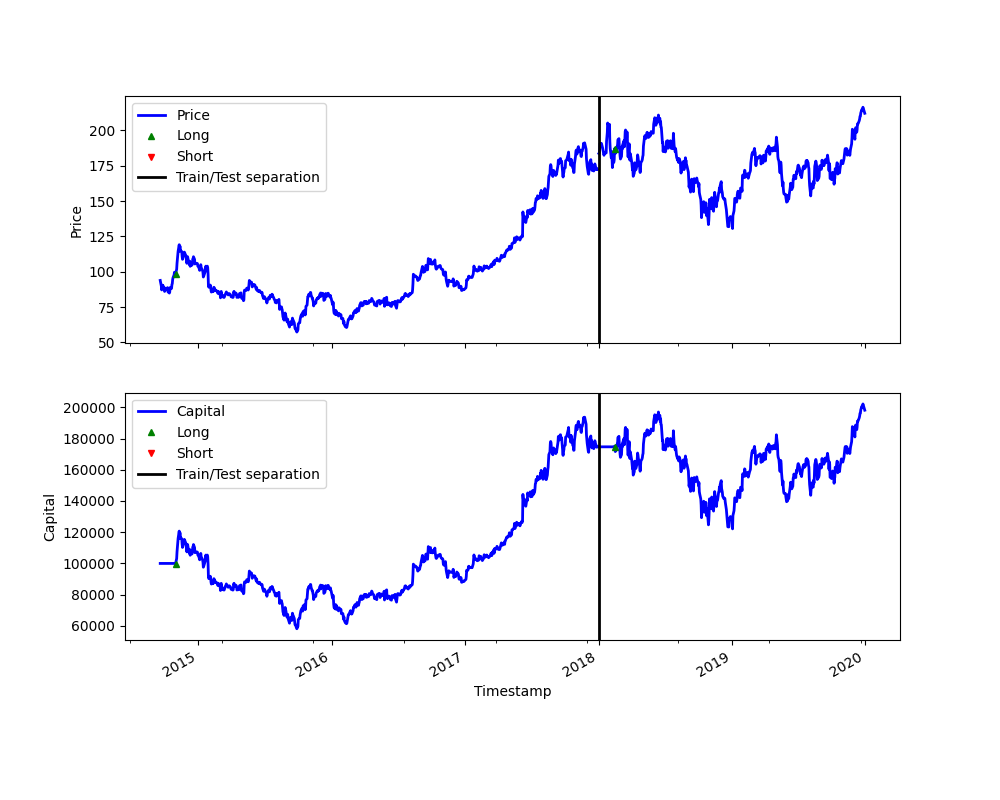 Price
Long
Short
Train/Test separation
200
175
150
125
100
75
50
Price
Capital
Long
Short
Train/Test separation
200000
180000
160000
140000
120000
100000
80000
60000
Capital
2015 2016 2017 2018 2019 2020
Timestamp